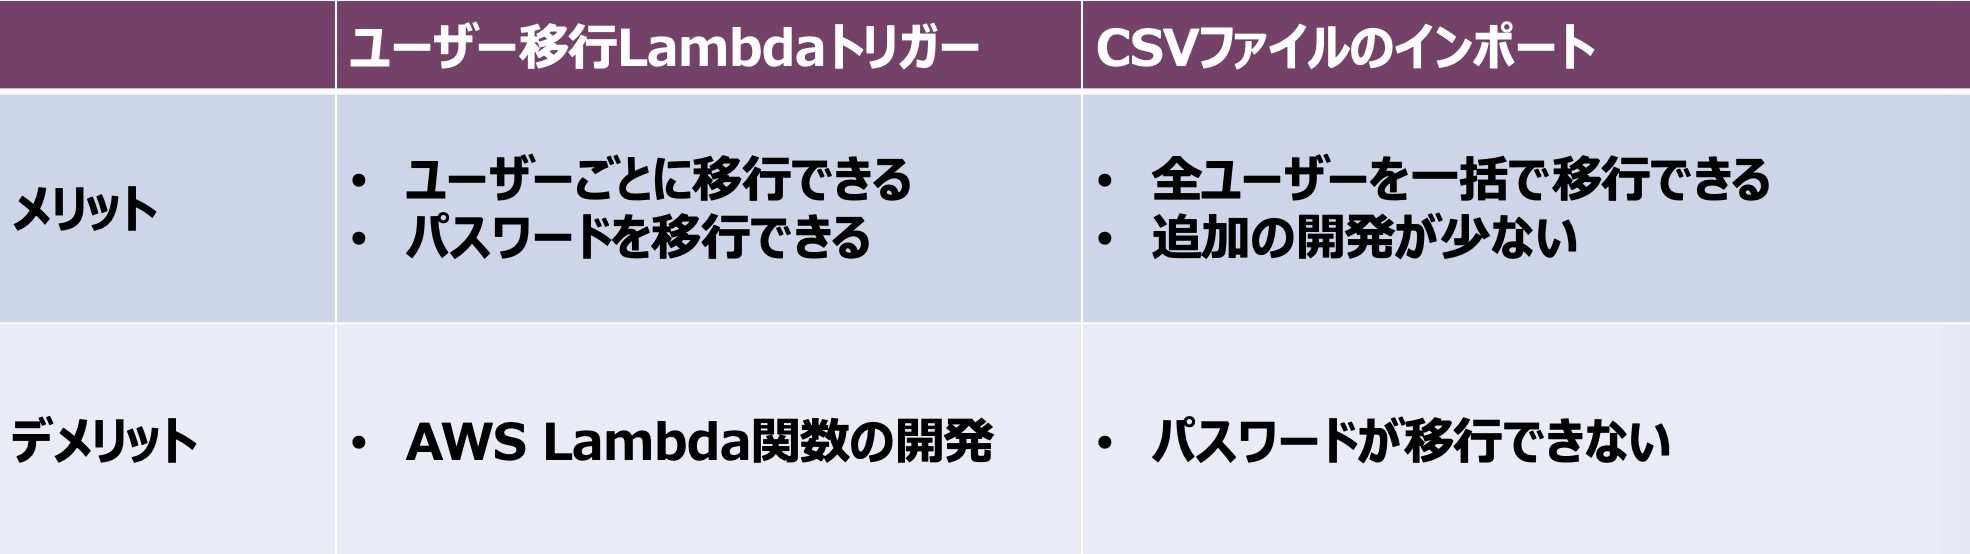 ユーザー移行Lambdaトリガー
CSVファイルのインポート
メリット
• ユーザーごとに移行できる
• パスワードを移行できる
• 全ユーザーを一括で移行できる
• 追加の開発が少ない
デメリット
• AWS Lambda関数の開発
• パスワードが移行できない